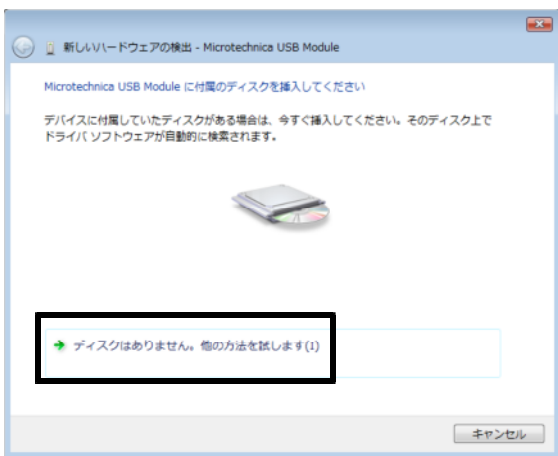 新しいハードウェアの検出 - Microtechnica USB Module
Microtechnica USB Module に付属のディスクを挿入してください
デバイスに付属していたディスクがある場合は、今すぐ挿入してください。そのディスク上で
ドライバ ソフトウェアが自動的に検索されます。
ディスクはありません。他の方法を試します(I)
キャンセル